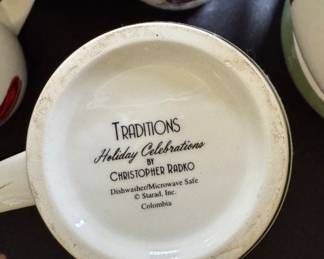 TRADITIONS
Holiday Celebrations
BY
CHRISTOPHER RADKO
Dishwasher/Microwave Safe
© Starad, Inc.
Colombia